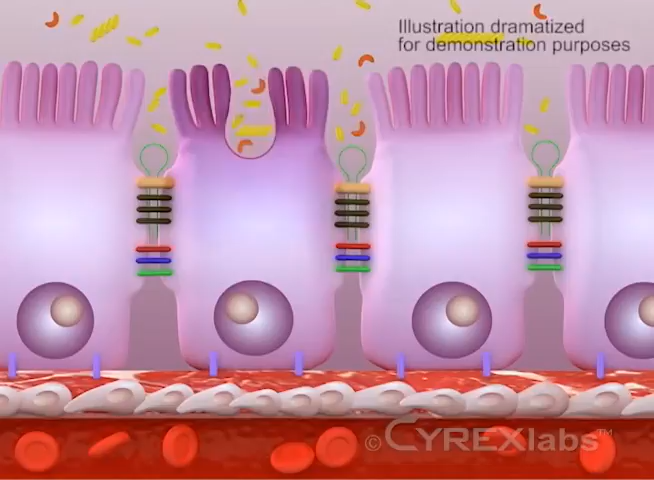 Illustration dramatized
for demonstration purposes
©CYREXlabs™